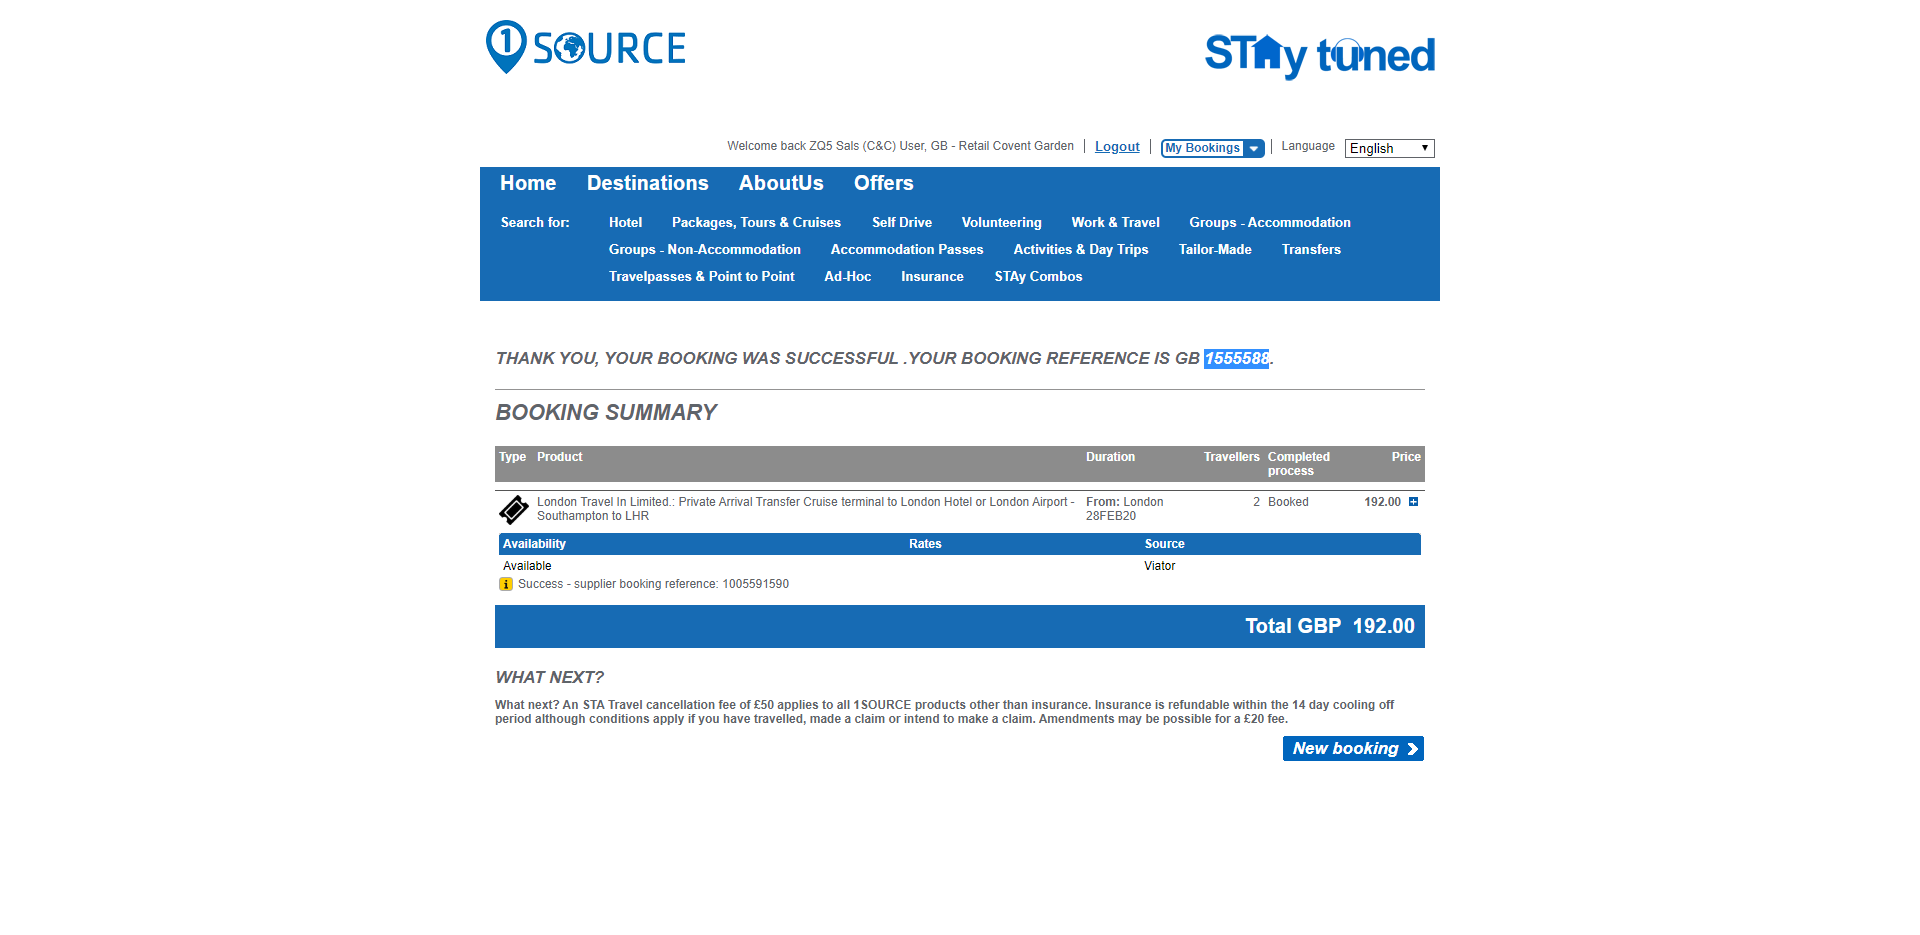 1 SOURCE
STAy tuned
Welcome back ZQ5 Sals (C&C) User, GB - Retail Covent Garden | Logout | My Bookings | Language English
Home Destinations AboutUs Offers
Search for: Hotel Packages, Tours & Cruises Self Drive Volunteering Work & Travel Groups - Accommodation
Groups - Non-Accommodation Accommodation Passes Activities & Day Trips Tailor-Made Transfers
Travelpasses & Point to Point Ad-Hoc Insurance STAy Combos
THANK YOU, YOUR BOOKING WAS SUCCESSFUL .YOUR BOOKING REFERENCE IS GB 1555588.
BOOKING SUMMARY
Type Product Duration Travellers Completed process Price
London Travel In Limited.: Private Arrival Transfer Cruise terminal to London Hotel or London Airport - From: London 2 Booked 192.00
Southampton to LHR 28FEB20
Availability Rates Source
Available Viator
Success - supplier booking reference: 1005591590
Total GBP 192.00
WHAT NEXT?
What next? An STA Travel cancellation fee of £50 applies to all 1SOURCE products other than insurance. Insurance is refundable within the 14 day cooling off
period although conditions apply if you have travelled, made a claim or intend to make a claim. Amendments may be possible for a £20 fee.
New booking